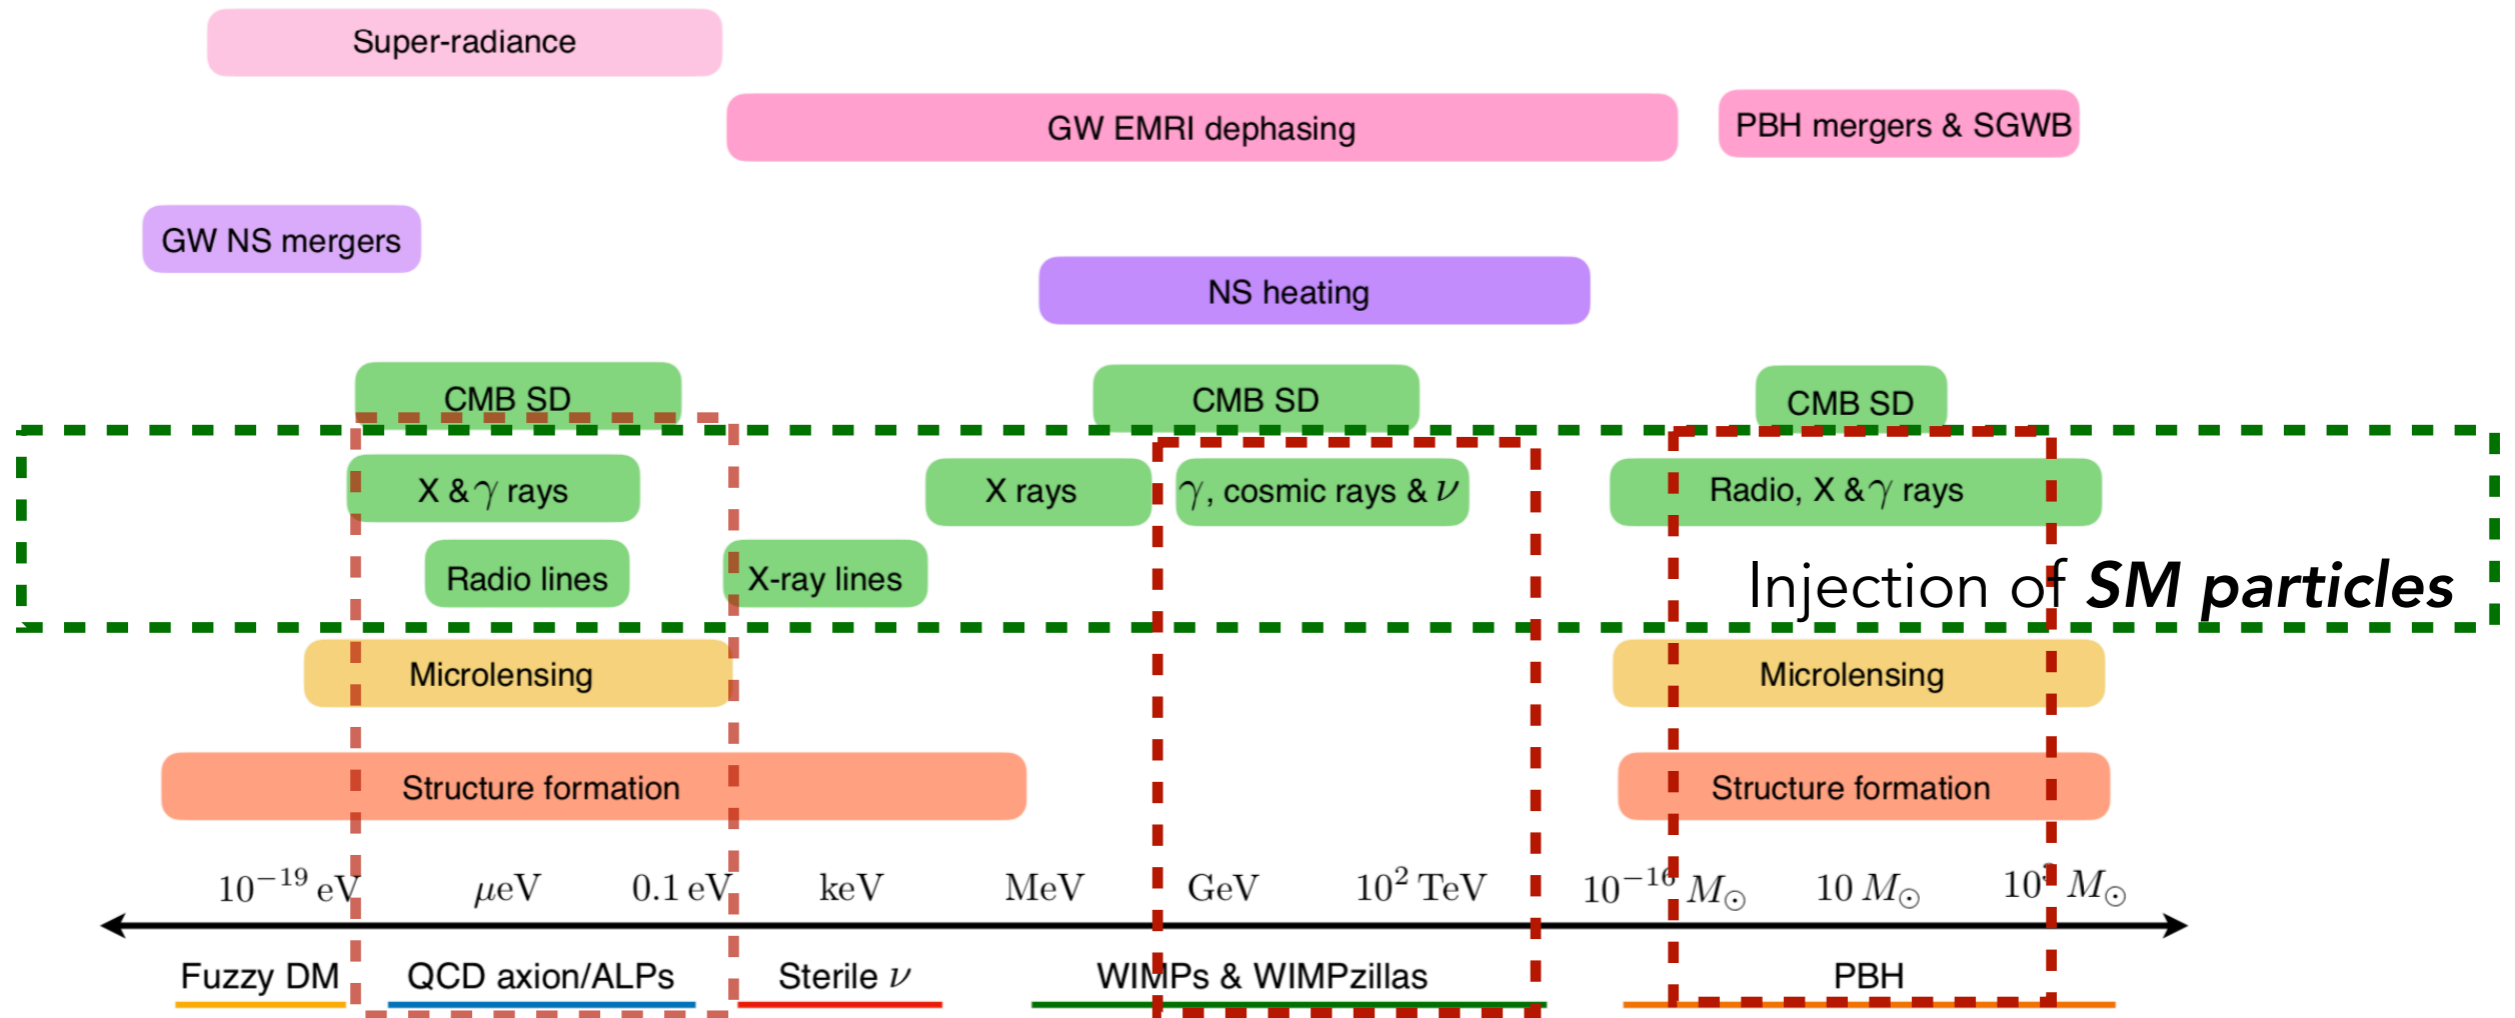 Super-radiance
GW EMRI dephasing
PBH mergers & SGWB
GW NS mergers
NS heating
CMB SD
CMB SD
CMB SD
X & γ rays
X rays
γ, cosmic rays & ν
Radio, X & γ rays
Radio lines
X-ray lines
Injection of SM particles
Microlensing
Microlensing
Structure formation
Structure formation
10⁻¹⁹ eV
μeV
0.1 eV
keV
MeV
GeV
10² TeV
10⁻¹⁶ M⊙
10 M⊙
M⊙
Fuzzy DM
QCD axion/ALPs
Sterile ν
WIMPs & WIMPzillas
PBH